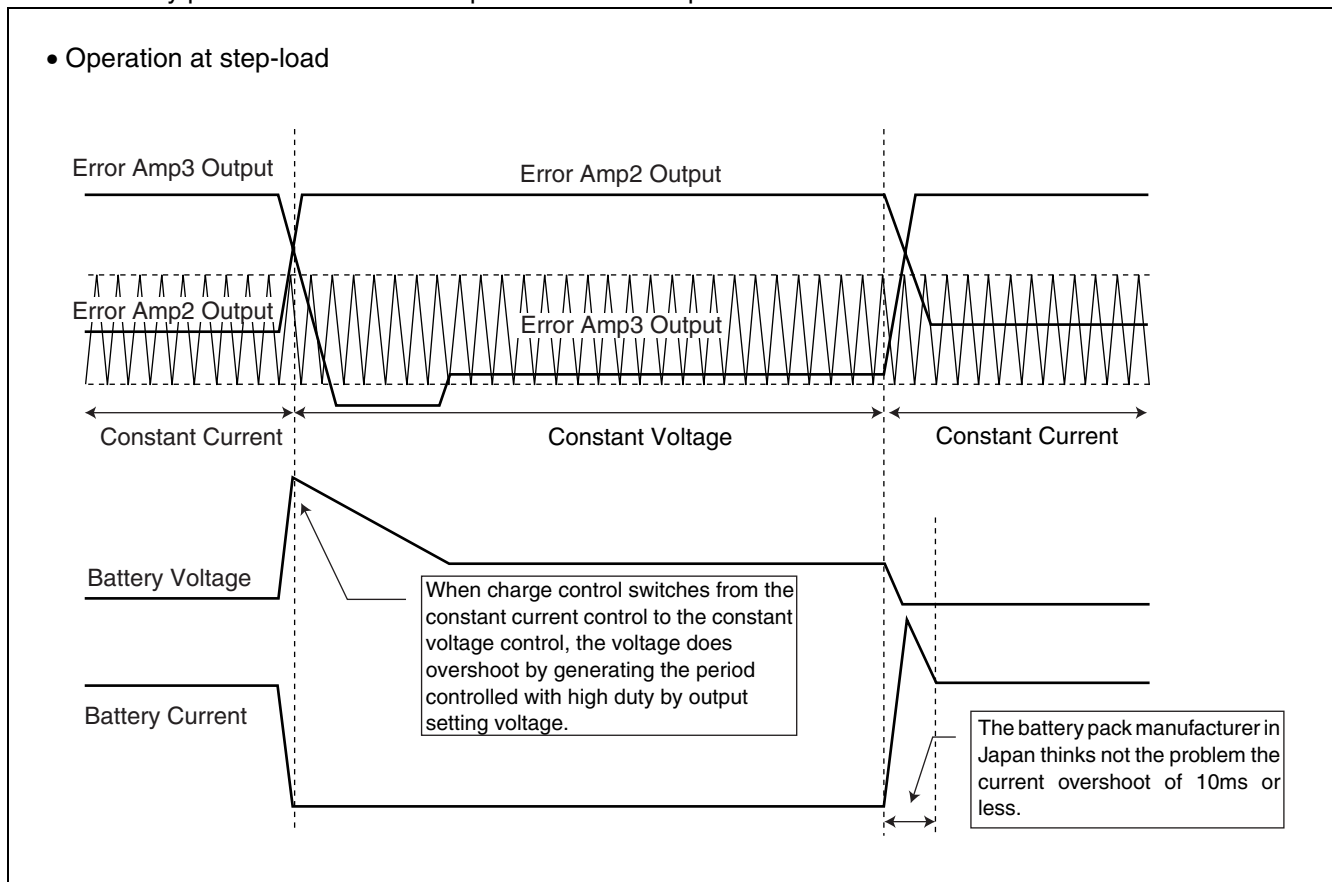 • Operation at step-load
Error Amp3 Output
Error Amp2 Output
Error Amp2 Output
Error Amp3 Output
Constant Current
Constant Voltage
Constant Current
Battery Voltage
When charge control switches from the
constant current control to the constant
voltage control, the voltage does
overshoot by generating the period
controlled with high duty by output
setting voltage.
Battery Current
The battery pack manufacturer in
Japan thinks not the problem the
current overshoot of 10ms or
less.